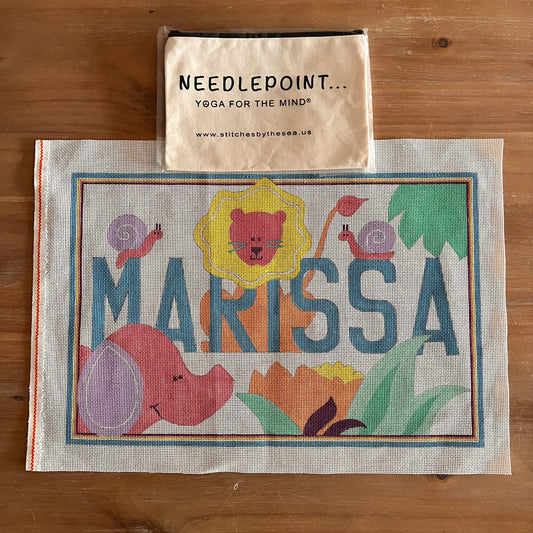 NEEDLEPOINT...
YOGA FOR THE MIND®
www.stitchesbythesea.us
MARISSA